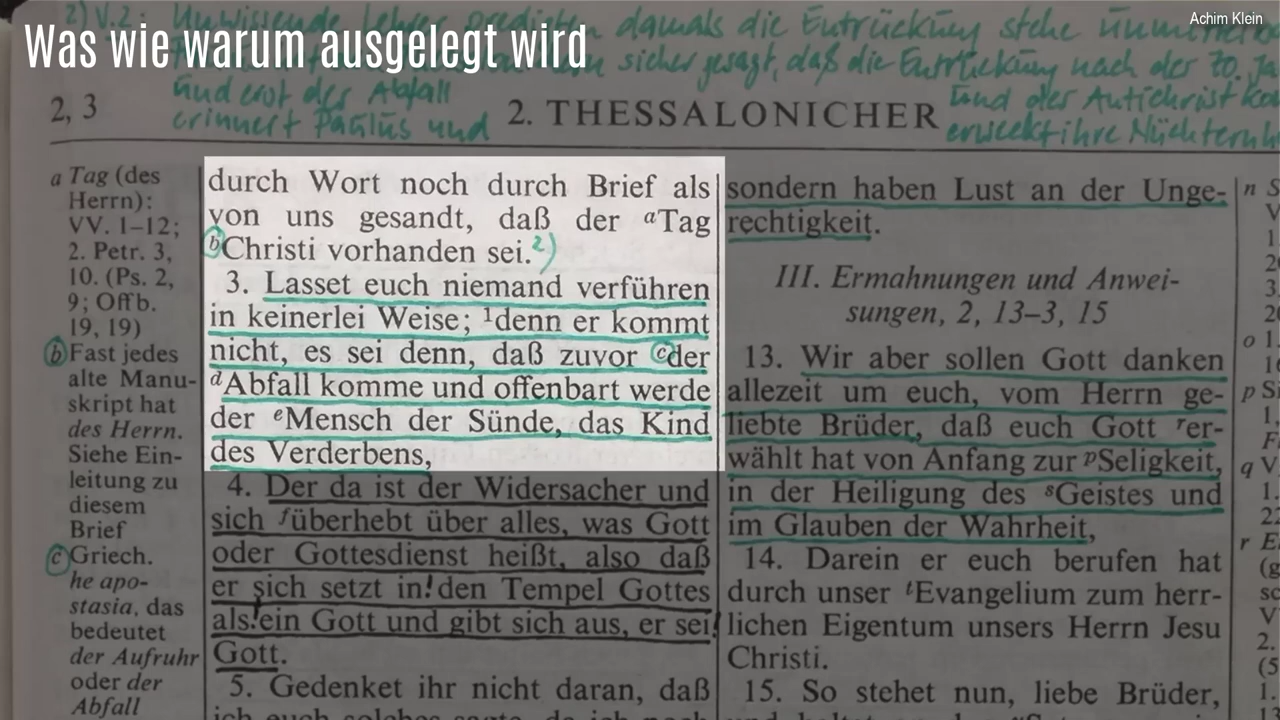 Achim Klein
Was wie warum ausgelegt wird
2) V. 2: Unwissende Lehrer predigten damals die Entrückung stehe
sicher gesagt, daß die Entrückung nach der 70.
und erst der Abfall
und der Antichrist
erinnert Paulus und
erweckt ihre
2, 3
2. THESSALONICHER
a Tag (des
Herrn):
VV. 1–12;
2. Petr. 3,
10. (Ps. 2,
9; Offb.
19, 19)
b Fast jedes
alte Manu-
skript hat
des Herrn.
Siehe Ein-
leitung zu
diesem
Brief
c Griech.
he apo-
stasia, das
bedeutet
der Aufruhr
oder der
Abfall
durch Wort noch durch Brief als
von uns gesandt, daß der aTag
bChristi vorhanden sei. 2)
3. Lasset euch niemand verführen
in keinerlei Weise; 1denn er kommt
nicht, es sei denn, daß zuvor cder
dAbfall komme und offenbart werde
der eMensch der Sünde, das Kind
des Verderbens,
4. Der da ist der Widersacher und
sich füberhebt über alles, was Gott
oder Gottesdienst heißt, also daß
er sich setzt in! den Tempel Gottes
als! ein Gott und gibt sich aus, er sei!
Gott.
5. Gedenket ihr nicht daran, daß
ich euch solches sagte, da ich noch
sondern haben Lust an der Unge-
rechtigkeit.
III. Ermahnungen und Anwei-
sungen, 2, 13–3, 15
13. Wir aber sollen Gott danken
allezeit um euch, vom Herrn ge-
liebte Brüder, daß euch Gott rer-
wählt hat von Anfang zur pSeligkeit,
in der Heiligung des sGeistes und
im Glauben der Wahrheit,
14. Darein er euch berufen hat
durch unser tEvangelium zum herr-
lichen Eigentum unsers Herrn Jesu
Christi.
15. So stehet nun, liebe Brüder,
n S
o 1.
p S
q V
r E